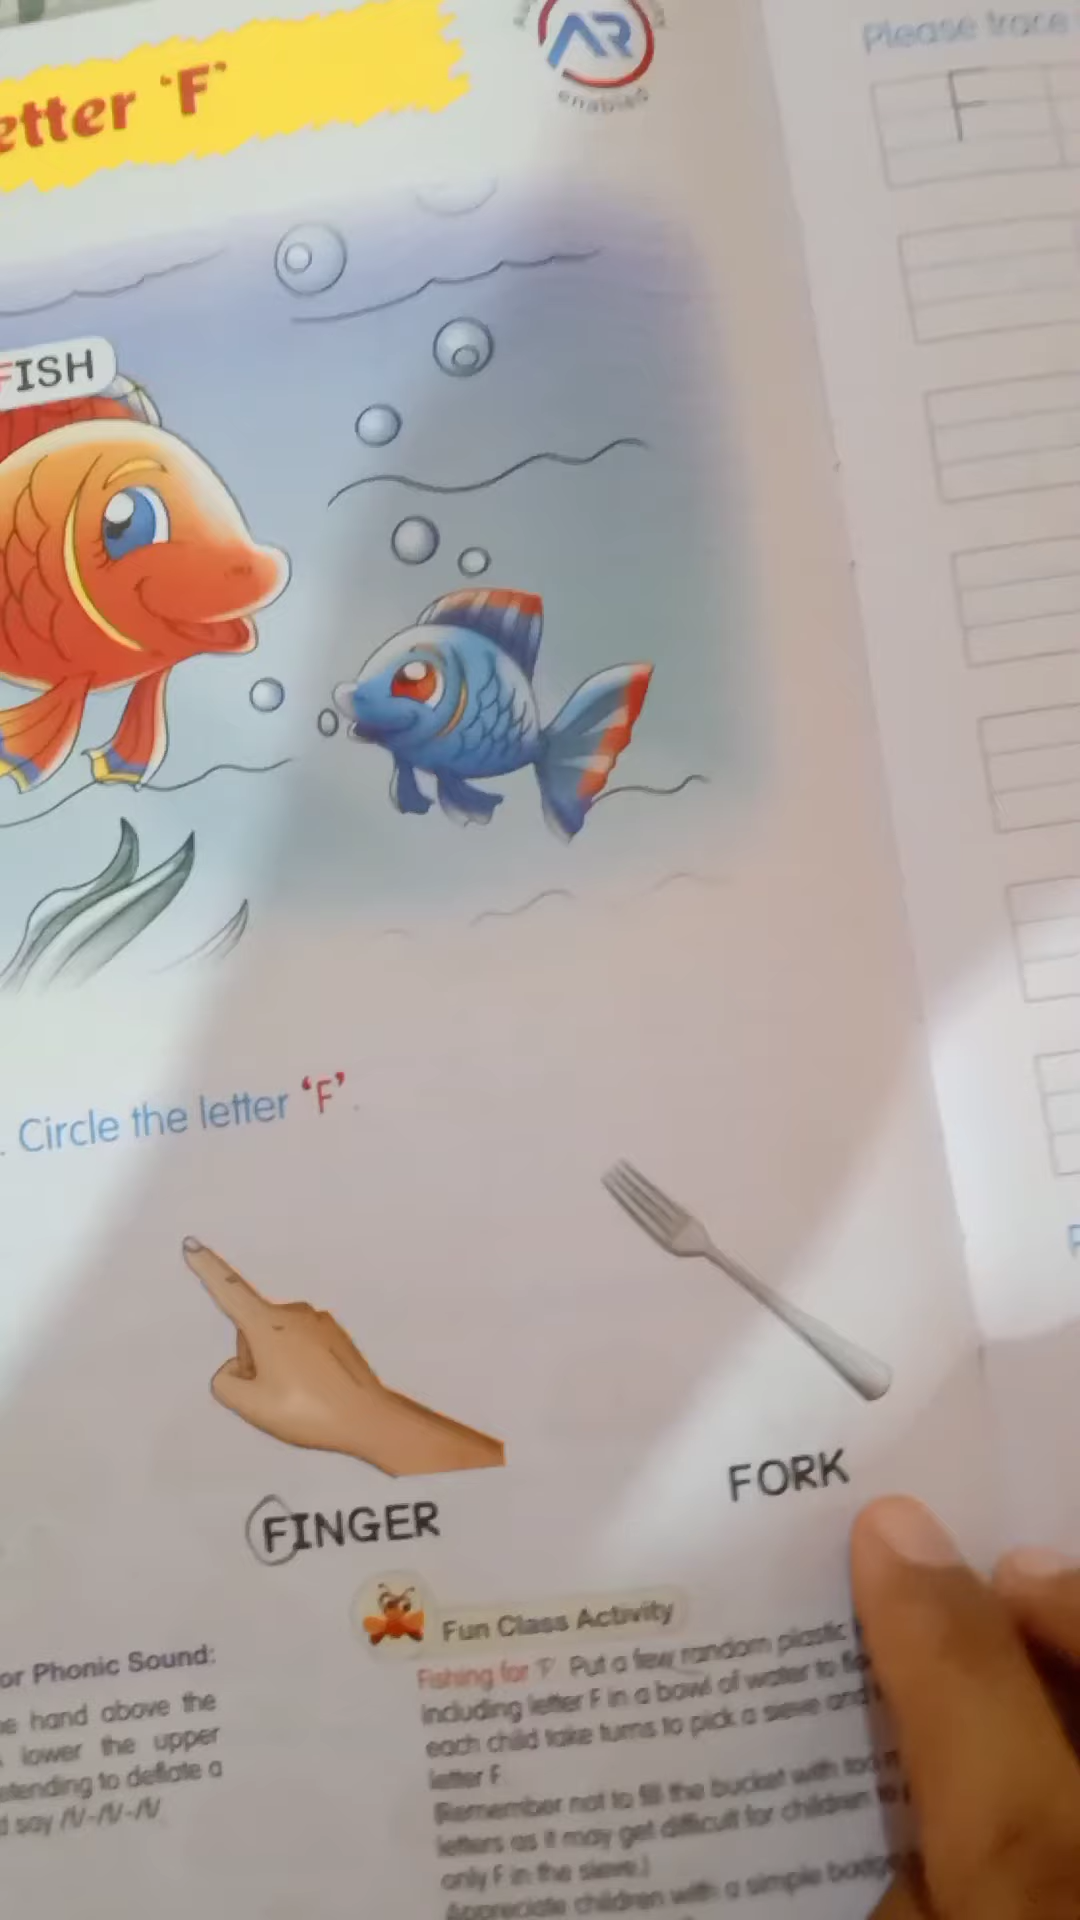 etter 'F'
AR
enabled
Please trace
F
FISH
. Circle the letter 'F'.
FINGER
FORK
or Phonic Sound:
hand above the
lower the upper
etending to deflate a
d say /f/-/f/-/f/
Fun Class Activity
Fishing for 'F' Put a few random plastic
including letter F in a bowl of water to
each child take turns to pick a sieve and
letter F
(Remember not to fill the bucket with too
letters as it may get difficult for children to
only F in the sieve.)
Appreciate children with a simple